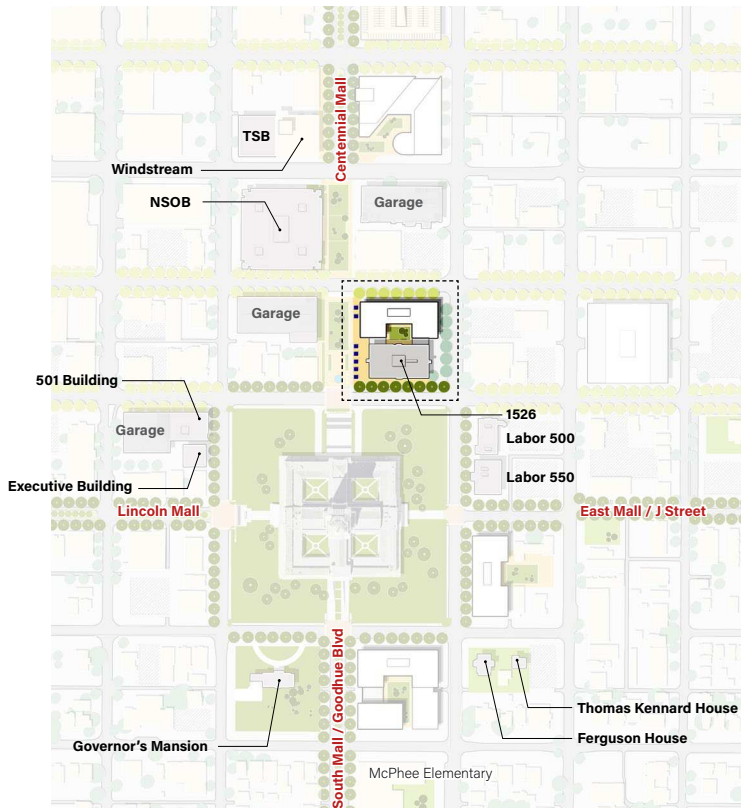 Centennial Mall
TSB
Windstream
NSOB
Garage
Garage
501 Building
Garage
1526
Labor 500
Executive Building
Labor 550
Lincoln Mall
East Mall / J Street
South Mall / Goodhue Blvd
Thomas Kennard House
Ferguson House
Governor's Mansion
McPhee Elementary